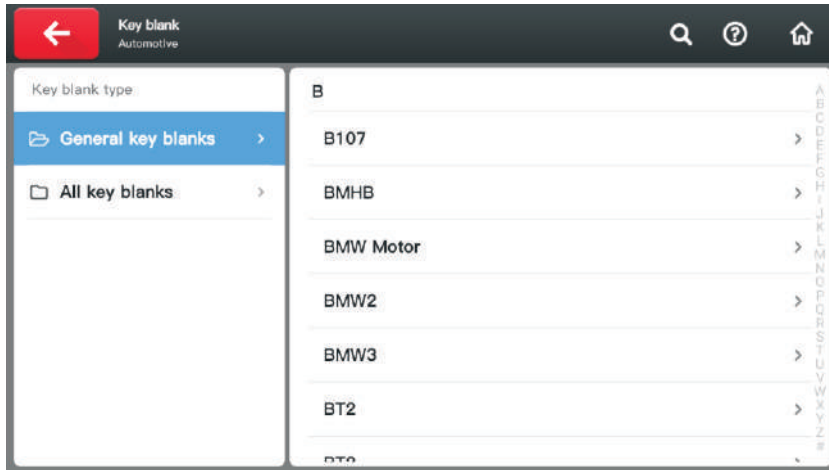 Key blank
Automotive
Key blank type
General key blanks
All key blanks
B
B107
BMHB
BMW Motor
BMW2
BMW3
BT2
A
B
C
D
E
F
G
H
I
J
K
L
M
N
O
P
Q
R
S
T
U
V
W
X
Y
Z
#